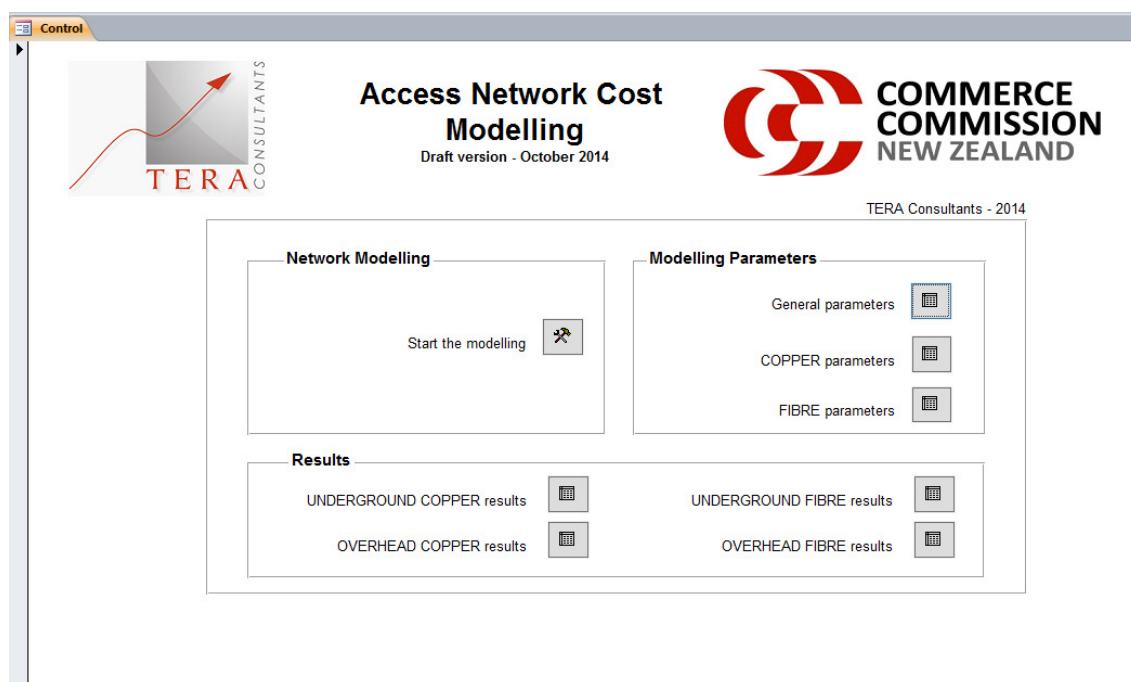 Control
TERA
CONSULTANTS
Access Network Cost
Modelling
Draft version - October 2014
COMMERCE
COMMISSION
NEW ZEALAND
TERA Consultants - 2014
Network Modelling
Start the modelling
Modelling Parameters
General parameters
COPPER parameters
FIBRE parameters
Results
UNDERGROUND COPPER results
UNDERGROUND FIBRE results
OVERHEAD COPPER results
OVERHEAD FIBRE results